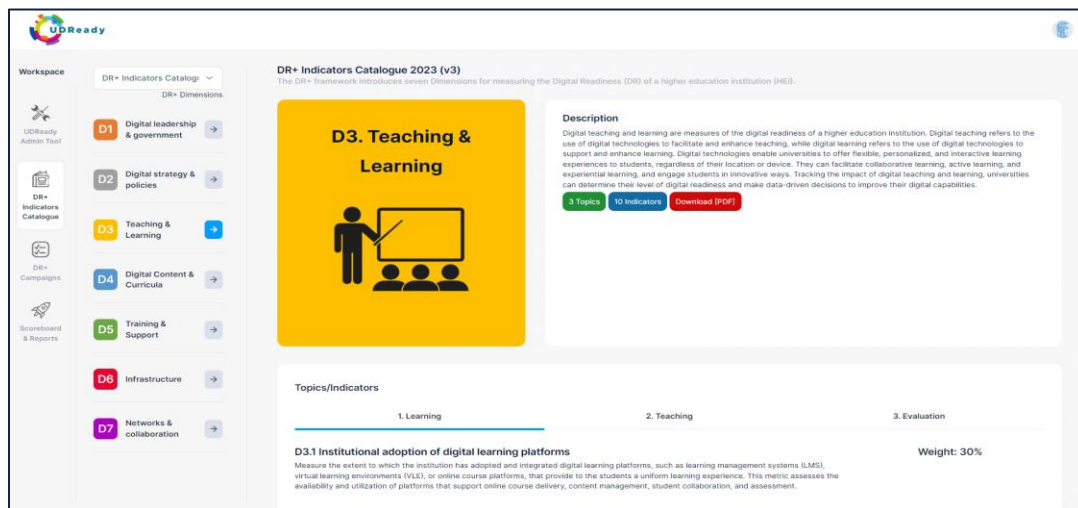 UDReady
Workspace
UDReady
Admin Tool
DR+
Indicators
Catalogue
DR+
Campaigns
Scoreboard
& Reports
DR+ Indicators Catalog
DR+ Dimensions
D1
Digital leadership
& government
D2
Digital strategy &
policies
D3
Teaching &
Learning
D4
Digital Content &
Curricula
D5
Training &
Support
D6
Infrastructure
D7
Networks &
collaboration
DR+ Indicators Catalogue 2023 (v3)
The DR+ framework introduces seven Dimensions for measuring the Digital Readiness (DR) of a higher education institution (HEI).
D3. Teaching &
Learning
Description
Digital teaching and learning are measures of the digital readiness of a higher education institution. Digital teaching refers to the
use of digital technologies to facilitate and enhance teaching, while digital learning refers to the use of digital technologies to
support and enhance learning. Digital technologies enable universities to offer flexible, personalized, and interactive learning
experiences to students, regardless of their location or device. They can facilitate collaborative learning, active learning, and
experiential learning, and engage students in innovative ways. Tracking the impact of digital teaching and learning, universities
can determine their level of digital readiness and make data-driven decisions to improve their digital capabilities.
3 Topics
10 Indicators
Download [PDF]
Topics/Indicators
1. Learning
2. Teaching
3. Evaluation
D3.1 Institutional adoption of digital learning platforms
Weight: 30%
Measure the extent to which the institution has adopted and integrated digital learning platforms, such as learning management systems (LMS),
virtual learning environments (VLE), or online course platforms, that provide to the students a uniform learning experience. This metric assesses the
availability and utilization of platforms that support online course delivery, content management, student collaboration, and assessment.